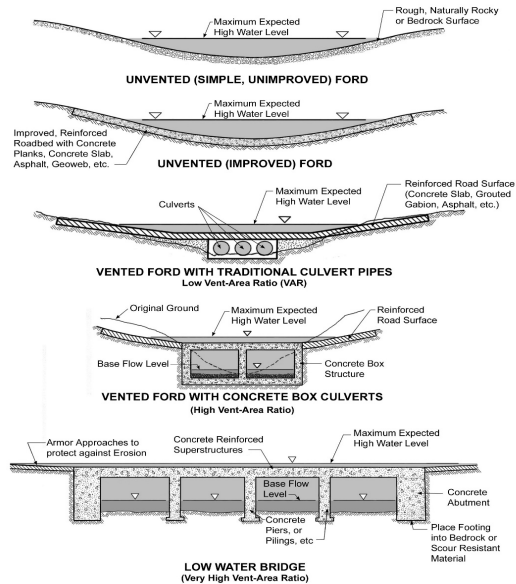 Maximum Expected
High Water Level
Rough, Naturally Rocky
or Bedrock Surface
UNVENTED (SIMPLE, UNIMPROVED) FORD
Maximum Expected
High Water Level
Improved, Reinforced
Roadbed with Concrete
Planks, Concrete Slab,
Asphalt, Geoweb, etc.
UNVENTED (IMPROVED) FORD
Culverts
Maximum Expected
High Water Level
Reinforced Road Surface
(Concrete Slab, Grouted
Gabion, Asphalt, etc.)
VENTED FORD WITH TRADITIONAL CULVERT PIPES
Low Vent-Area Ratio (VAR)
Original Ground
Maximum Expected
High Water Level
Reinforced
Road Surface
Base Flow Level
Concrete Box
Structure
VENTED FORD WITH CONCRETE BOX CULVERTS
(High Vent-Area Ratio)
Armor Approaches to
protect against Erosion
Concrete Reinforced
Superstructures
Maximum Expected
High Water Level
Base Flow
Level
Concrete
Abutment
Concrete
Piers, or
Pilings, etc
Place Footing
into Bedrock or
Scour Resistant
Material
LOW WATER BRIDGE
(Very High Vent-Area Ratio)